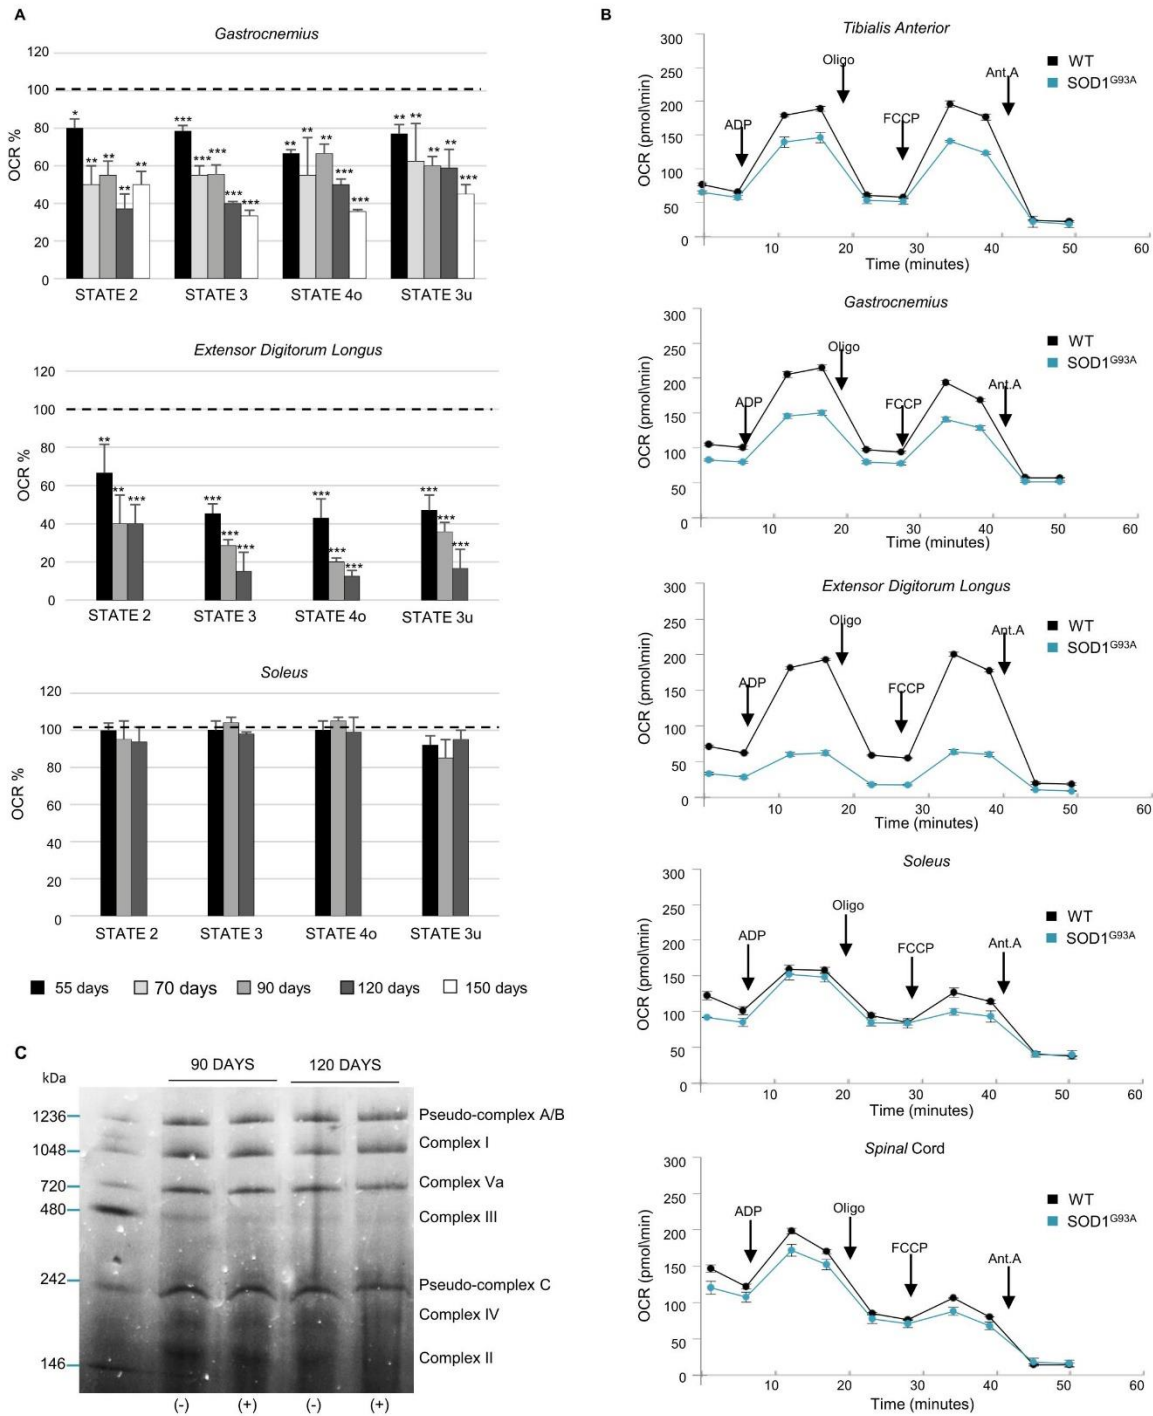 A
Gastrocnemius
120
100
80
60
40
20
0
OCR %
* ** ** ** **
*** *** *** *** ***
** ** ** *** ***
** ** ** ** ***
STATE 2 STATE 3 STATE 4o STATE 3u
Extensor Digitorum Longus
120
100
80
60
40
20
0
OCR %
** ** ***
*** *** ***
*** *** ***
*** *** ***
STATE 2 STATE 3 STATE 4o STATE 3u
Soleus
120
100
80
60
40
20
0
OCR %
STATE 2 STATE 3 STATE 4o STATE 3u
55 days 70 days 90 days 120 days 150 days
B
Tibialis Anterior
300
250
200
150
100
50
0
OCR (pmol\min)
ADP
Oligo
FCCP
Ant.A
WT
SOD1G93A
10 20 30 40 50 60
Time (minutes)
Gastrocnemius
300
250
200
150
100
50
0
OCR (pmol\min)
ADP
Oligo
FCCP
Ant.A
WT
SOD1G93A
10 20 30 40 50 60
Time (minutes)
Extensor Digitorum Longus
300
250
200
150
100
50
0
OCR (pmol\min)
ADP
Oligo
FCCP
Ant.A
WT
SOD1G93A
10 20 30 40 50 60
Time (minutes)
Soleus
300
250
200
150
100
50
0
OCR (pmol\min)
ADP
Oligo
FCCP
Ant.A
WT
SOD1G93A
10 20 30 40 50 60
Time (minutes)
Spinal Cord
300
250
200
150
100
50
0
OCR (pmol\min)
ADP
Oligo
FCCP
Ant.A
WT
SOD1G93A
10 20 30 40 50 60
Time (minutes)
C
90 DAYS 120 DAYS
kDa
1236
1048
720
480
242
146
Pseudo-complex A/B
Complex I
Complex Va
Complex III
Pseudo-complex C
Complex IV
Complex II
(-) (+) (-) (+)